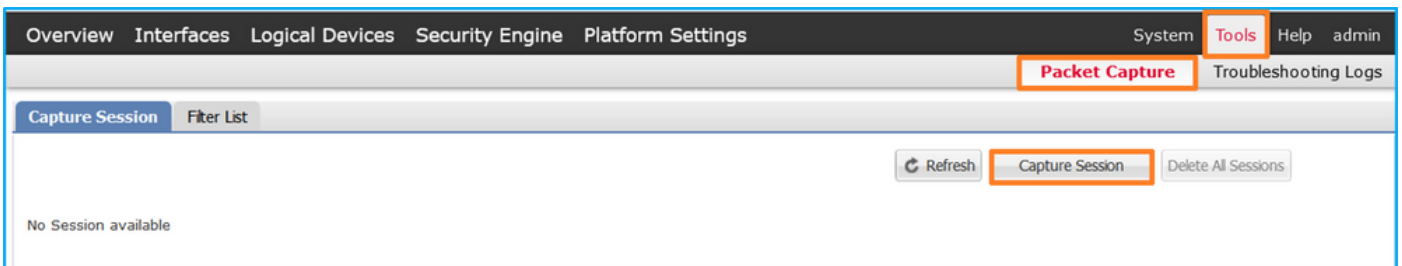 Overview Interfaces Logical Devices Security Engine Platform Settings System Tools Help admin
Packet Capture Troubleshooting Logs
Capture Session Filter List
Refresh Capture Session Delete All Sessions
No Session available